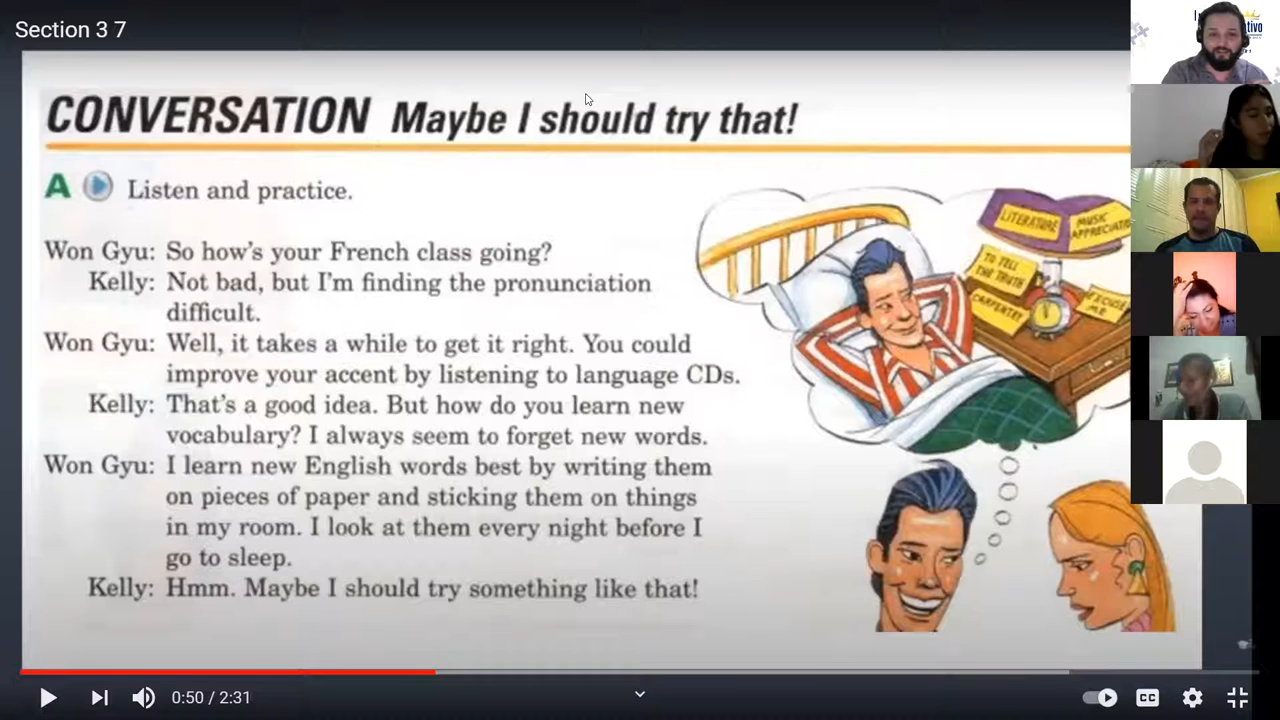 Section 3 7
CONVERSATION Maybe I should try that!
A Listen and practice.
Won Gyu: So how's your French class going?
Kelly: Not bad, but I'm finding the pronunciation
difficult.
Won Gyu: Well, it takes a while to get it right. You could
improve your accent by listening to language CDs.
Kelly: That's a good idea. But how do you learn new
vocabulary? I always seem to forget new words.
Won Gyu: I learn new English words best by writing them
on pieces of paper and sticking them on things
in my room. I look at them every night before I
go to sleep.
Kelly: Hmm. Maybe I should try something like that!
LITERATURE
MUSIC
TO TELL
THE TRUTH
CARPENTRY
EXCUSE
ME
0:50 / 2:31
CC